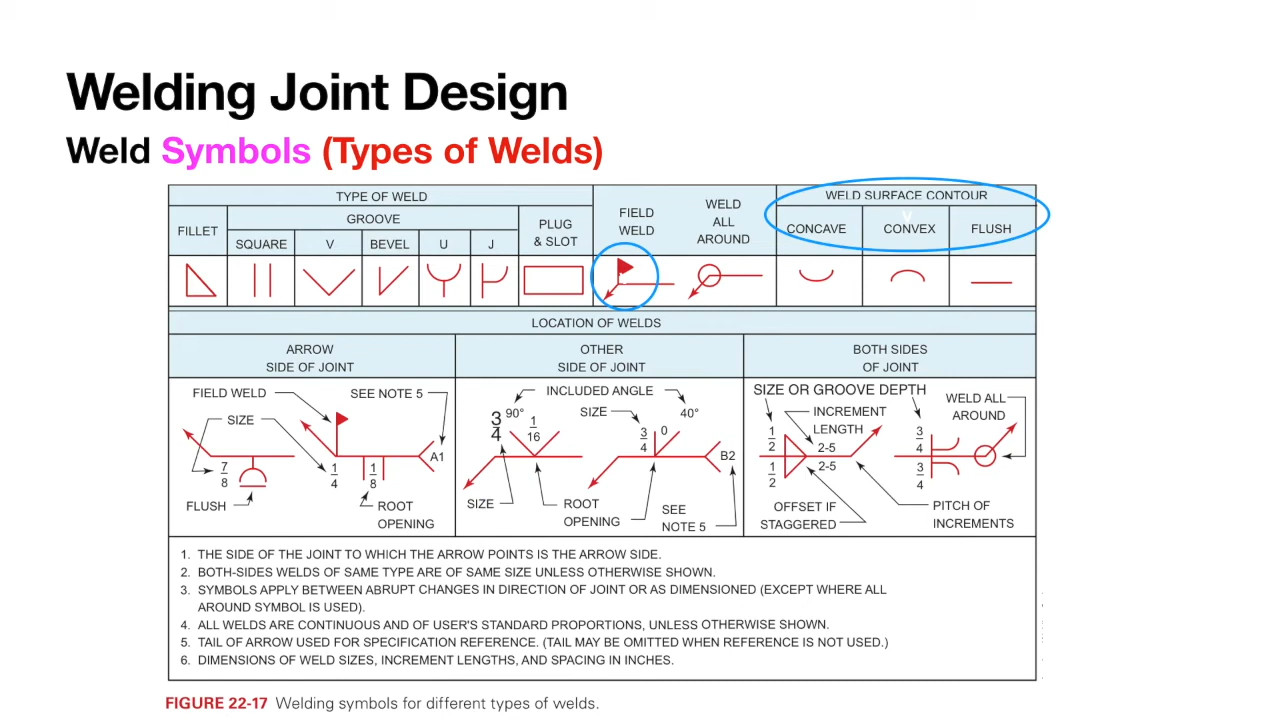 Welding Joint Design
Weld Symbols (Types of Welds)
TYPE OF WELD
FIELD
WELD
WELD
ALL
AROUND
WELD SURFACE CONTOUR
FILLET
GROOVE
PLUG
& SLOT
CONCAVE
CONVEX
FLUSH
SQUARE
V
BEVEL
U
J
LOCATION OF WELDS
ARROW
SIDE OF JOINT
OTHER
SIDE OF JOINT
BOTH SIDES
OF JOINT
FIELD WELD
SEE NOTE 5
SIZE
A1
7/8
1/4
1/8
FLUSH
ROOT
OPENING
INCLUDED ANGLE
3/4
90°
1/16
SIZE
40°
3/4
0
B2
SIZE
ROOT
OPENING
SEE
NOTE 5
SIZE OR GROOVE DEPTH
WELD ALL
AROUND
INCREMENT
LENGTH
1/2
2-5
3/4
1/2
2-5
3/4
OFFSET IF
STAGGERED
PITCH OF
INCREMENTS
1. THE SIDE OF THE JOINT TO WHICH THE ARROW POINTS IS THE ARROW SIDE.
2. BOTH-SIDES WELDS OF SAME TYPE ARE OF SAME SIZE UNLESS OTHERWISE SHOWN.
3. SYMBOLS APPLY BETWEEN ABRUPT CHANGES IN DIRECTION OF JOINT OR AS DIMENSIONED (EXCEPT WHERE ALL
AROUND SYMBOL IS USED).
4. ALL WELDS ARE CONTINUOUS AND OF USER'S STANDARD PROPORTIONS, UNLESS OTHERWISE SHOWN.
5. TAIL OF ARROW USED FOR SPECIFICATION REFERENCE. (TAIL MAY BE OMITTED WHEN REFERENCE IS NOT USED.)
6. DIMENSIONS OF WELD SIZES, INCREMENT LENGTHS, AND SPACING IN INCHES.
FIGURE 22-17 Welding symbols for different types of welds.